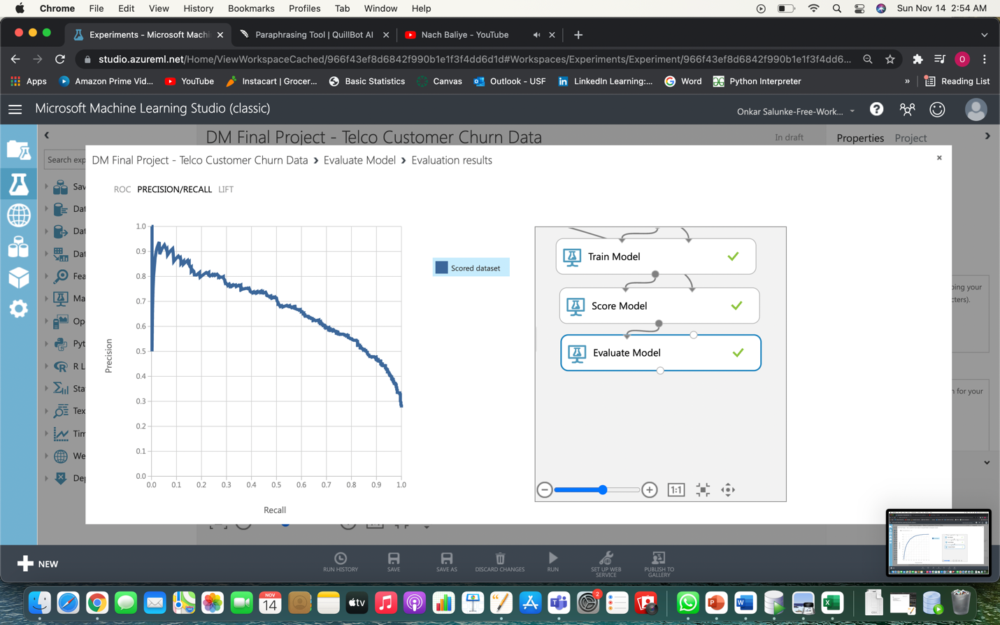 Chrome File Edit View History Bookmarks Profiles Tab Window Help Sun Nov 14 2:54 AM
Experiments - Microsoft Machi Paraphrasing Tool | QuillBot AI Nach Baliye - YouTube
studio.azureml.net/Home/ViewWorkspaceCached/966f43ef8d6842f990b1e1f3f4dd6d1d#Workspaces/Experiments/Experiment/966f43ef8d6842f990b1e1f3f4dd6... O
Apps Amazon Prime Vid... YouTube Instacart | Grocer... Basic Statistics Canvas Outlook - USF LinkedIn Learning:... Word Python Interpreter » Reading List
Microsoft Machine Learning Studio (classic) Onkar Salunke-Free-Work...
DM Final Project - Telco Customer Churn Data In draft Properties Project
Search exp
DM Final Project - Telco Customer Churn Data › Evaluate Model › Evaluation results
ROC PRECISION/RECALL LIFT
Sav
Dat
Dat
Dat
Fea
Ma
Op
Pyt
R L
Sta
Tex
Tim
We
Dep
1.0
0.9
0.8
0.7
0.6
0.5
0.4
0.3
0.2
0.1
0.0
Precision
0.0 0.1 0.2 0.3 0.4 0.5 0.6 0.7 0.8 0.9 1.0
Recall
Scored dataset
Train Model
Score Model
Evaluate Model
1:1
ping your
cters).
n for your
NEW
RUN HISTORY SAVE SAVE AS DISCARD CHANGES RUN SET UP WEB SERVICE PUBLISH TO GALLERY
NOV
14
tv
2